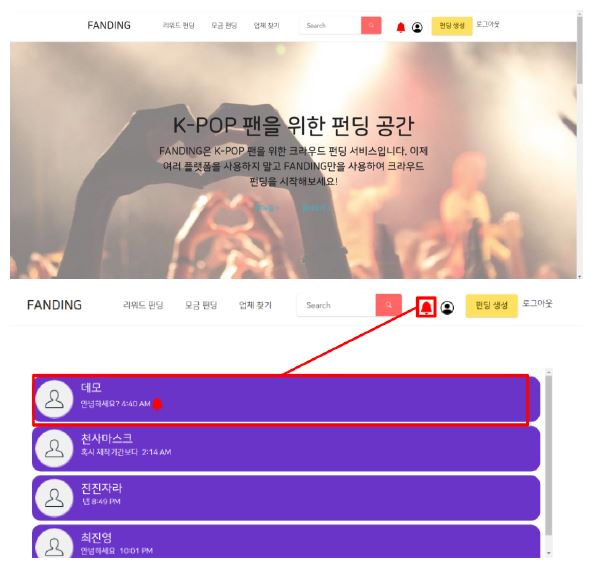 FANDING 리워드 펀딩 모금 펀딩 업체 찾기 Search 펀딩 생성 로그아웃
K-POP 팬을 위한 펀딩 공간
FANDING은 K-POP 팬을 위한 크라우드 펀딩 서비스입니다. 이제
여러 플랫폼을 사용하지 말고 FANDING만을 사용하여 크라우드
펀딩을 시작해보세요!
FANDING 리워드 펀딩 모금 펀딩 업체 찾기 Search 펀딩 생성 로그아웃
데모
안녕하세요? 4:40 AM
천사마스크
혹시 제작기간보다 2:14 AM
진진자라
넵 8:49 PM
최진영
안녕하세요 10:01 PM